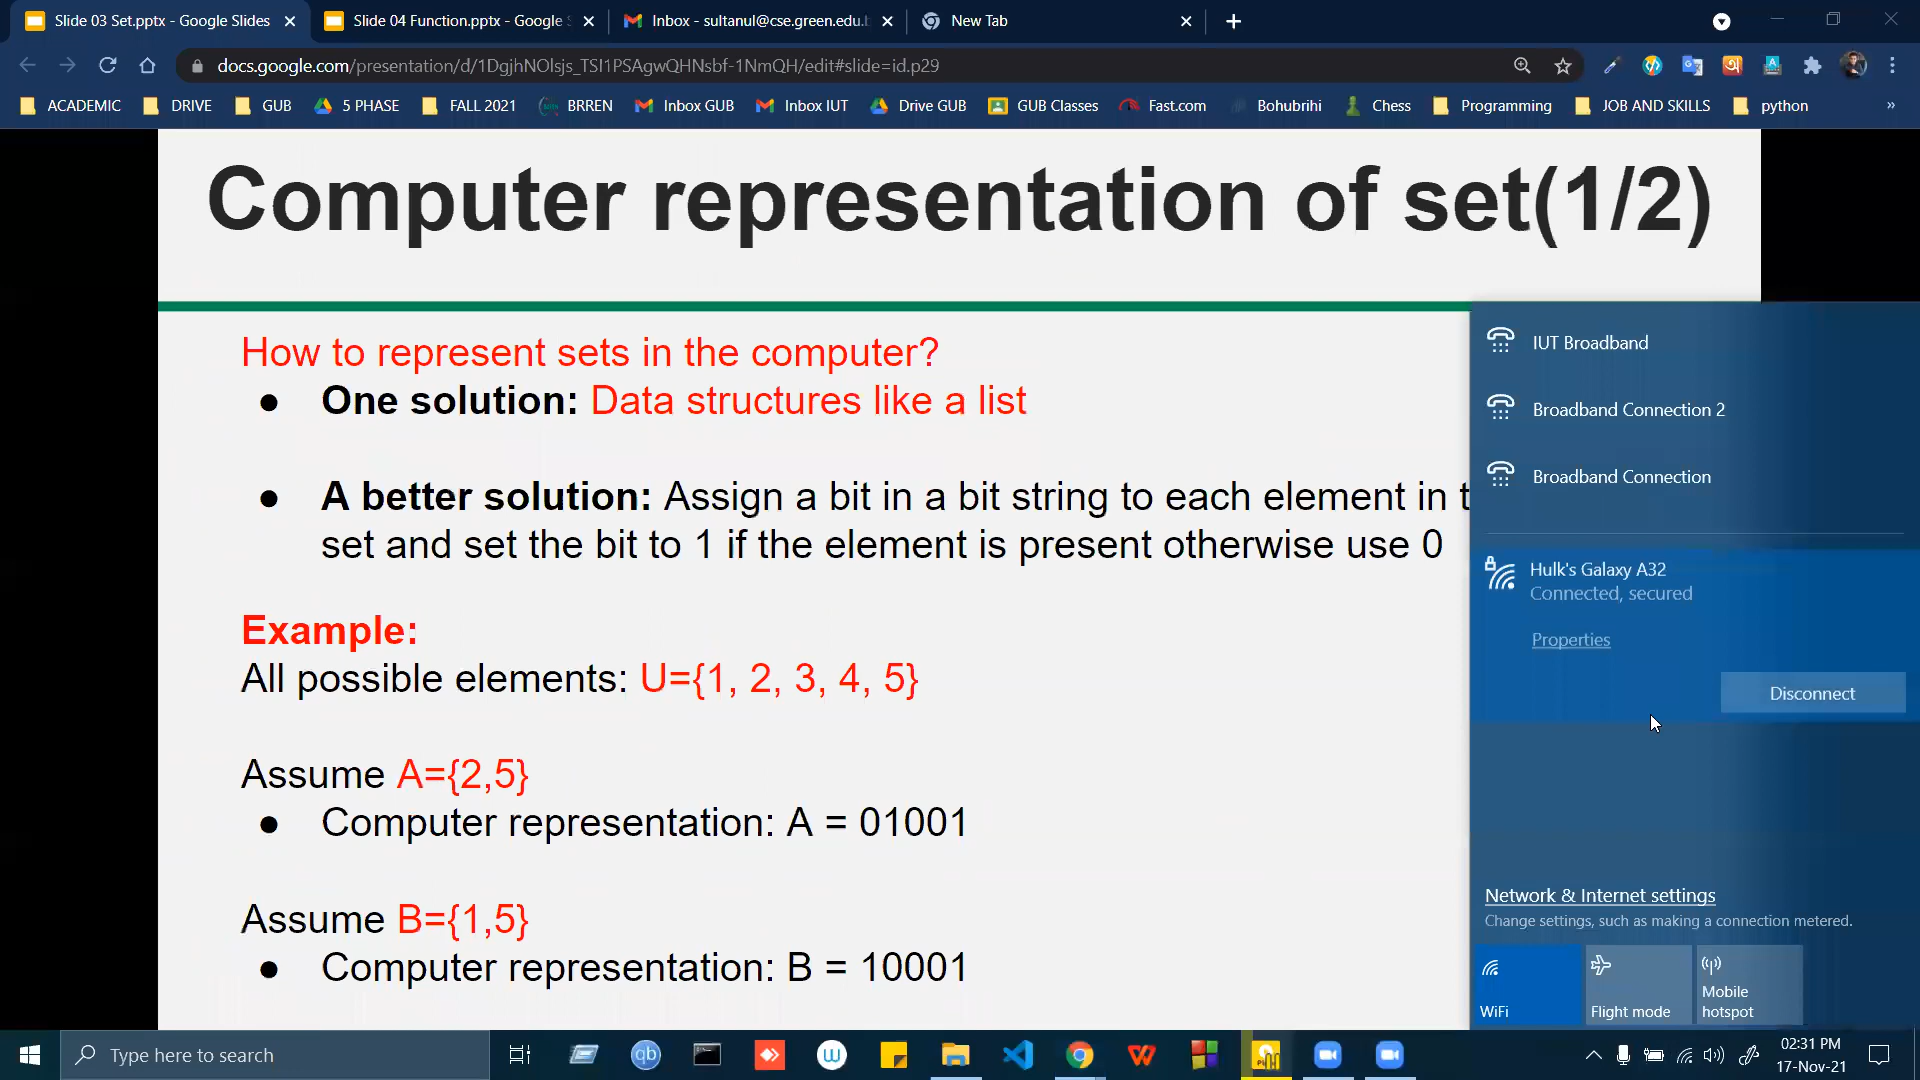 Slide 03 Set.pptx - Google Slides
Slide 04 Function.pptx - Google S
Inbox - sultanul@cse.green.edu.b
New Tab
docs.google.com/presentation/d/1DgjhNOlsjs_TSI1PSAgwQHNsbf-1NmQH/edit#slide=id.p29
ACADEMIC
DRIVE
GUB
5 PHASE
FALL 2021
BRREN
Inbox GUB
Inbox IUT
Drive GUB
GUB Classes
Fast.com
Bohubrihi
Chess
Programming
JOB AND SKILLS
python
»
Computer representation of set(1/2)
How to represent sets in the computer?
● One solution: Data structures like a list
● A better solution: Assign a bit in a bit string to each element in t
set and set the bit to 1 if the element is present otherwise use 0
Example:
All possible elements: U={1, 2, 3, 4, 5}
Assume A={2,5}
● Computer representation: A = 01001
Assume B={1,5}
● Computer representation: B = 10001
IUT Broadband
Broadband Connection 2
Broadband Connection
Hulk's Galaxy A32
Connected, secured
Properties
Disconnect
Network & Internet settings
Change settings, such as making a connection metered.
WiFi
Flight mode
Mobile
hotspot
Type here to search
qb
02:31 PM
17-Nov-21